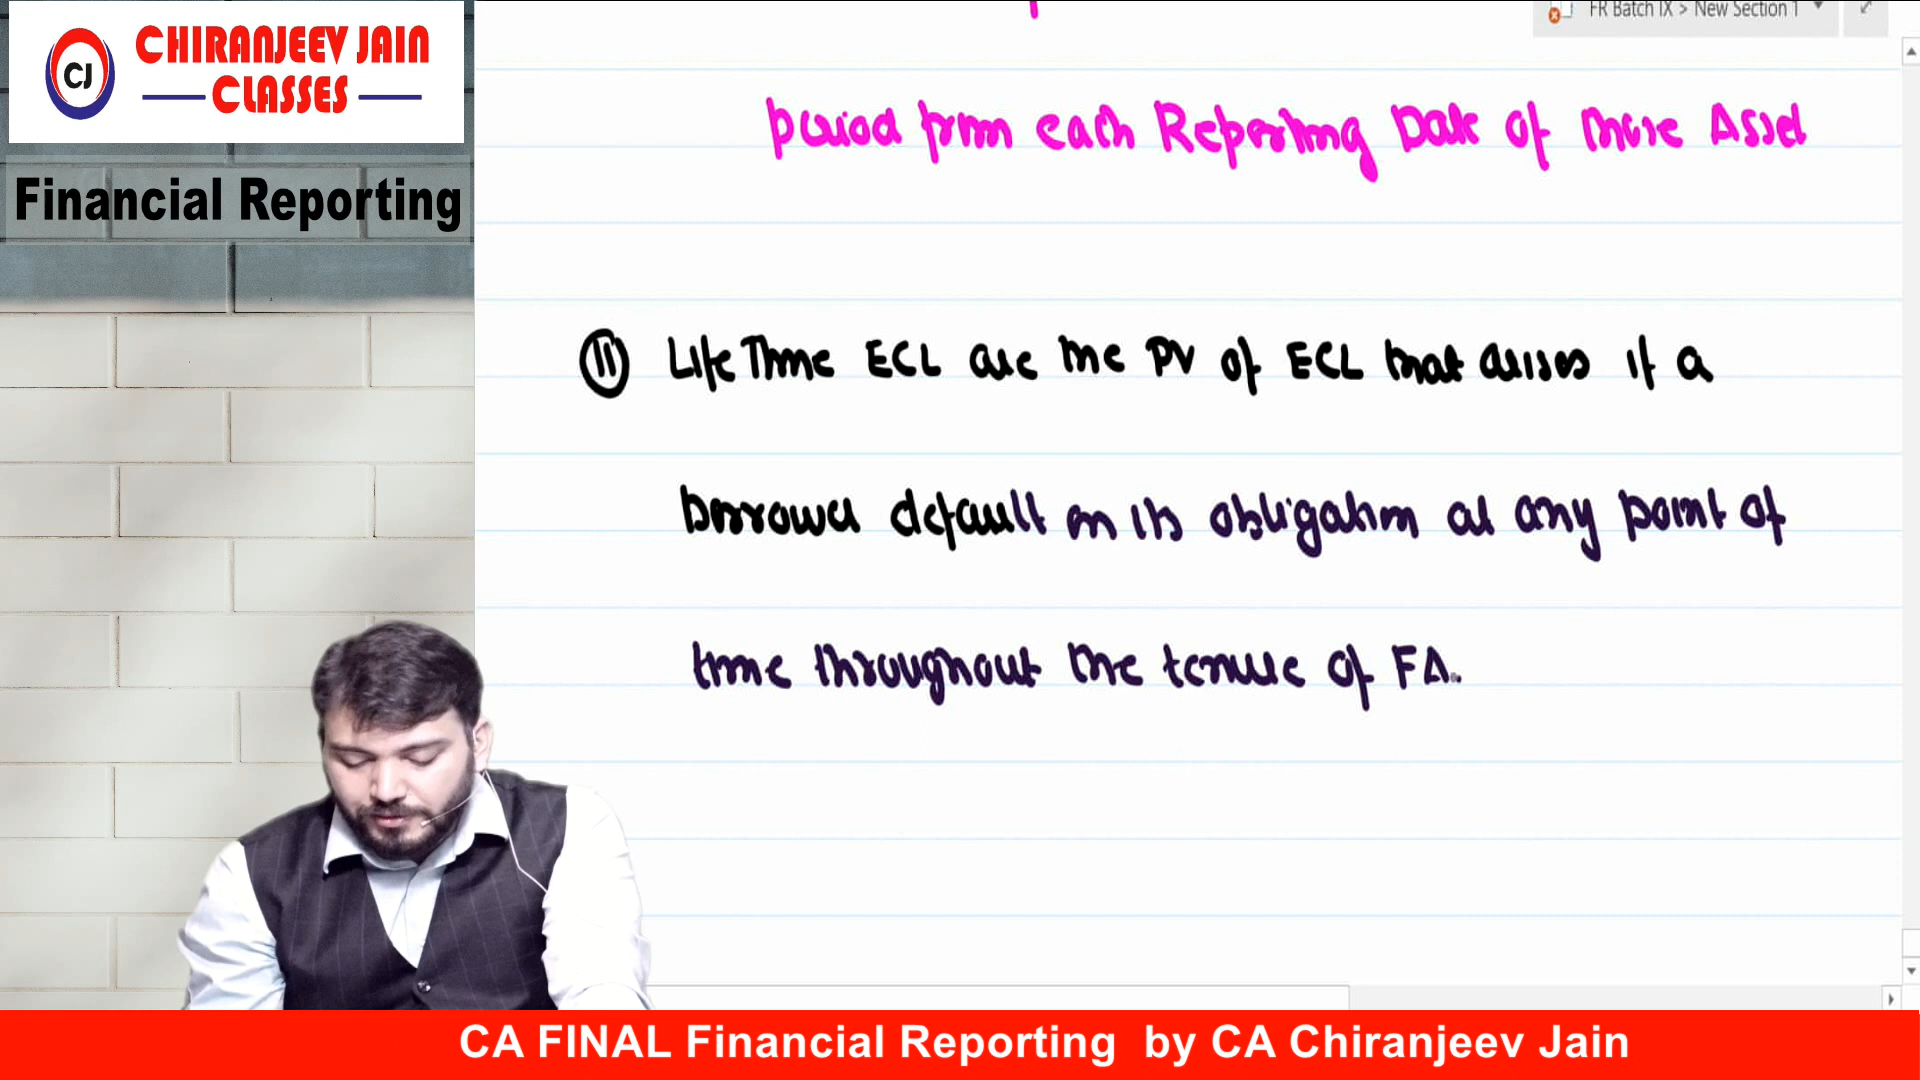 FR Batch IX > New Section 1
CHIRANJEEV JAIN
CLASSES
CJ
Financial Reporting
period from each Reporting Date of those Asset
(11) Life Time ECL are the PV of ECL that arises if a
borrower default on its obligation at any point of
time throughout the tenure of FA.
CA FINAL Financial Reporting by CA Chiranjeev Jain